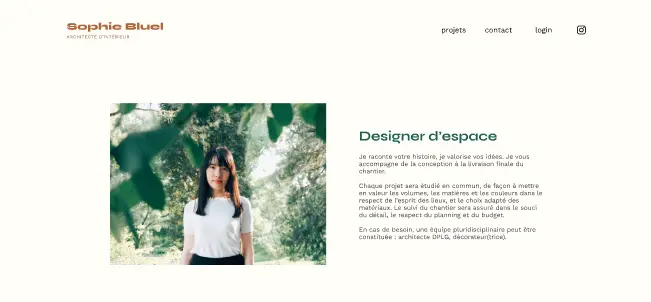 Sophie Bluel
ARCHITECTE D'INTÉRIEUR
projets contact login
Designer d'espace
Je raconte votre histoire, je valorise vos idées. Je vous
accompagne de la conception à la livraison finale du
chantier.
Chaque projet sera étudié en commun, de façon à mettre
en valeur les volumes, les matières et les couleurs dans le
respect de l'esprit des lieux, et le choix adapté des
matériaux. Le suivi du chantier sera assuré dans le souci
du détail, le respect du planning et du budget.
En cas de besoin, une équipe pluridisciplinaire peut être
constituée : architecte DPLG, décorateur(trice).